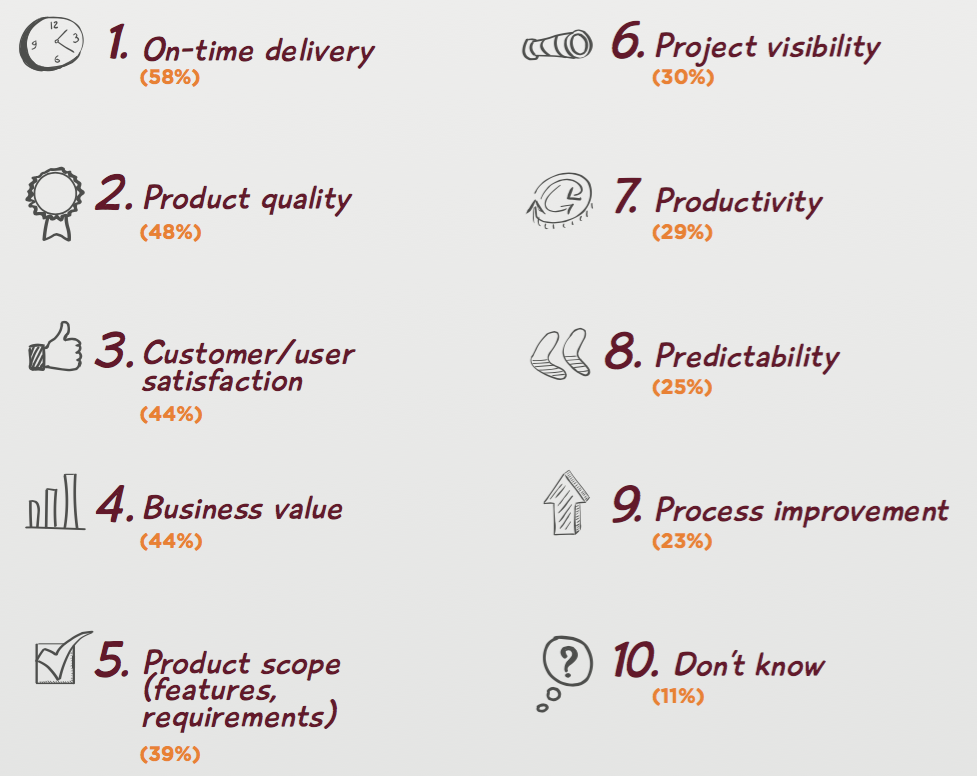 12
9
3
6
1. On-time delivery
(58%)
2. Product quality
(48%)
3. Customer/user
satisfaction
(44%)
4. Business value
(44%)
5. Product scope
(features,
requirements)
(39%)
6. Project visibility
(30%)
7. Productivity
(29%)
8. Predictability
(25%)
9. Process improvement
(23%)
?
10. Don't know
(11%)